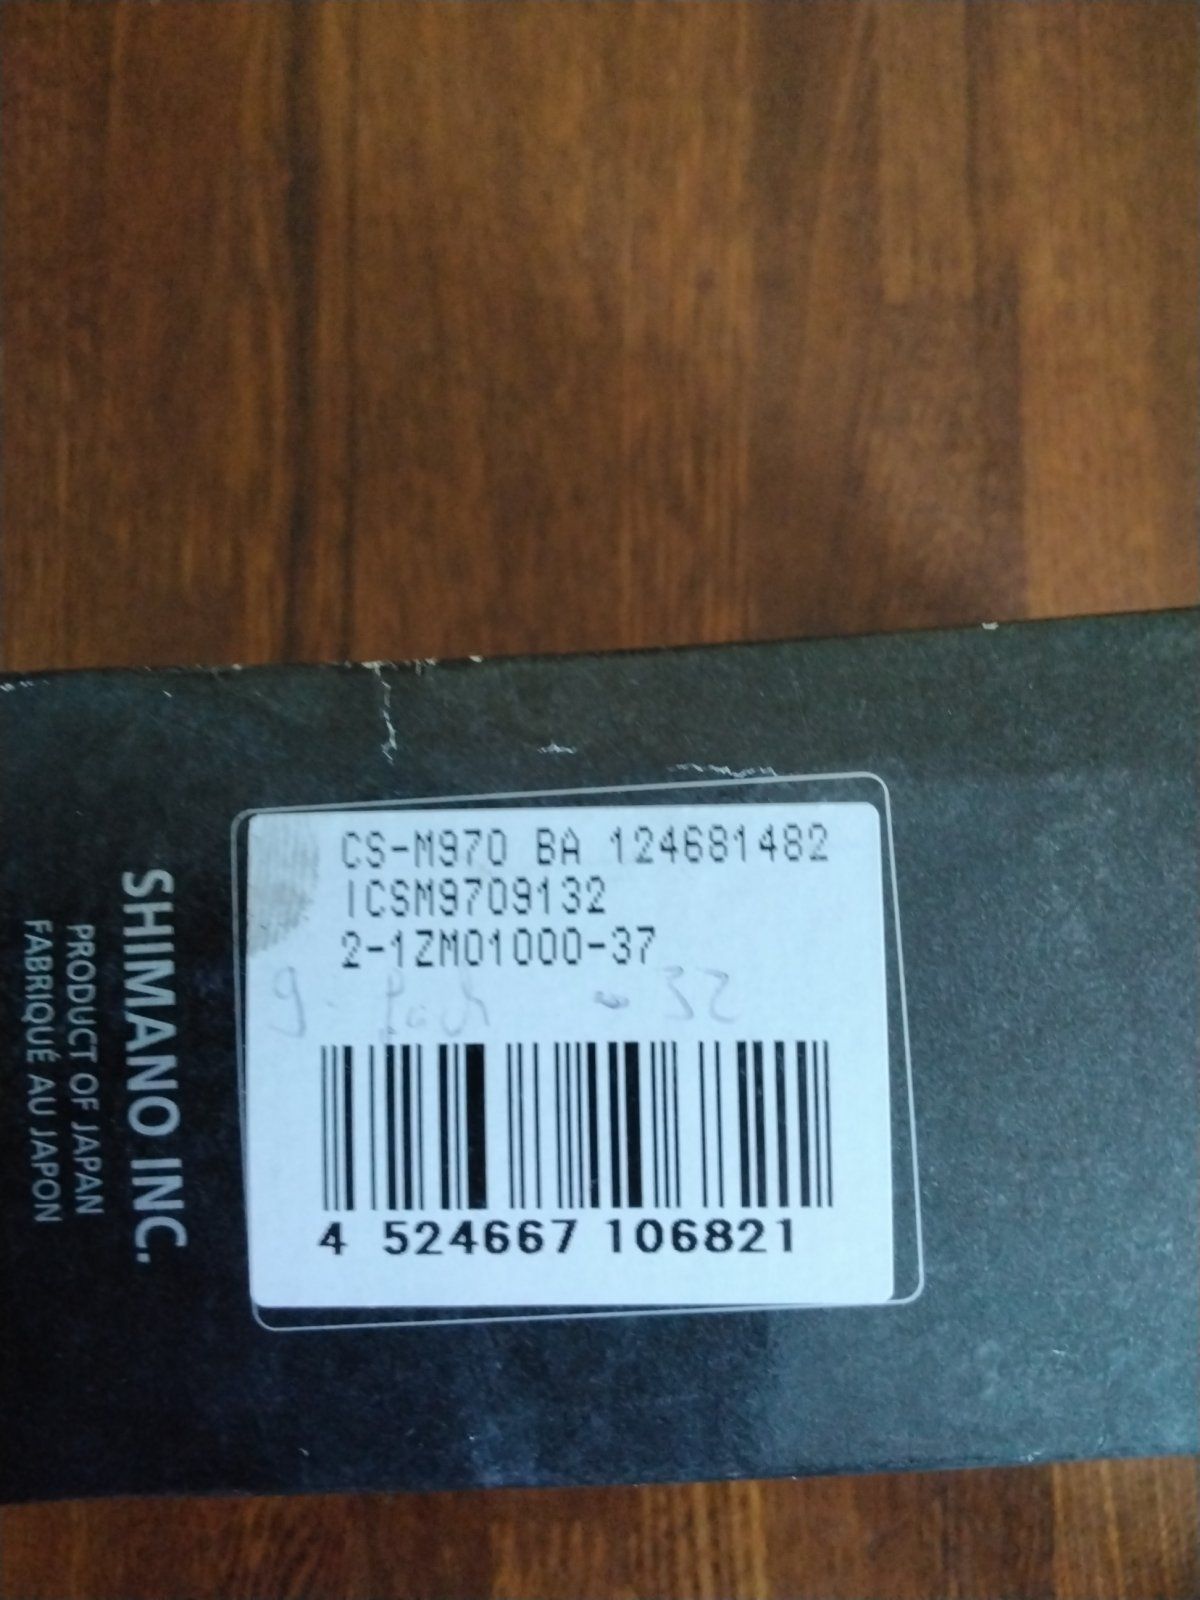 CS-M970 BA 124681482
ICSM9709132
2-1ZM01000-37
9-fach - 32
4 524667 106821
SHIMANO INC.
PRODUCT OF JAPAN
FABRIQUÉ AU JAPON